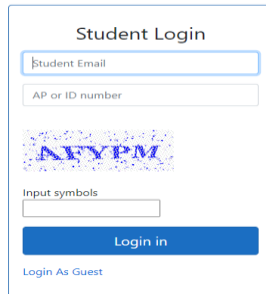 Student Login
Student Email
AP or ID number
AFYPM
Input symbols
Login in
Login As Guest